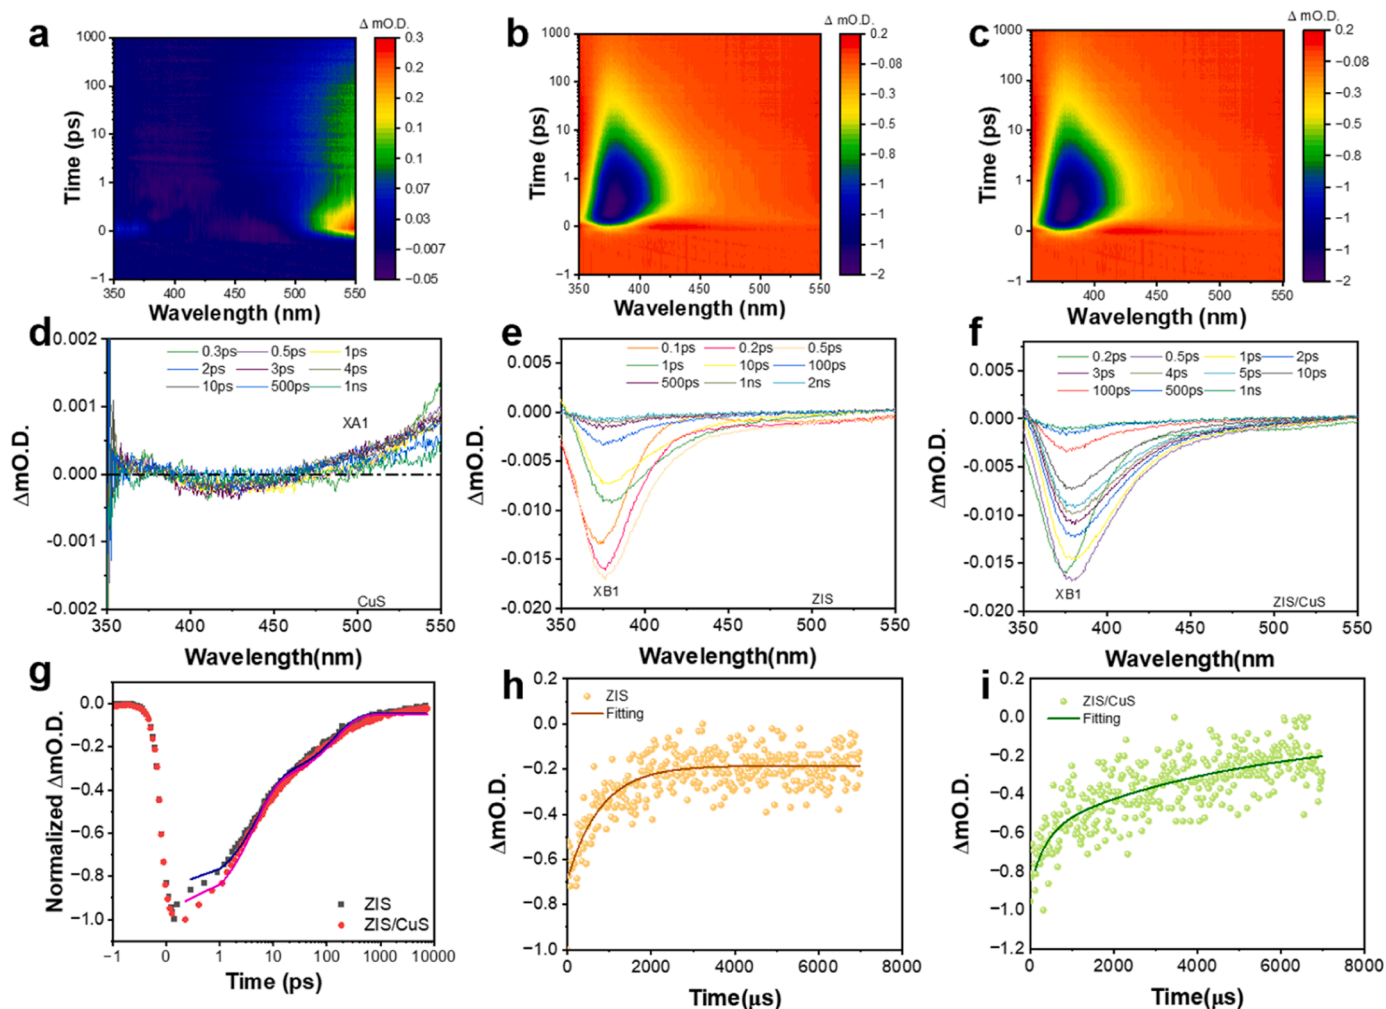 a
Δ mO.D.
1000
100
10
1
0
−1
Time (ps)
350 400 450 500 550
Wavelength (nm)
0.3
0.2
0.2
0.1
0.1
0.07
0.03
−0.007
−0.05
b
Δ mO.D.
1000
100
10
1
0
−1
Time (ps)
350 400 450 500 550
Wavelength (nm)
0.2
−0.08
−0.3
−0.6
−0.8
−1
−1
−1
−2
c
Δ mO.D.
1000
100
10
1
0
−1
Time (ps)
400 450 500 550
Wavelength (nm)
0.2
−0.08
−0.3
−0.6
−0.8
−1
−1
−1
−2
d
0.002
0.001
0.000
−0.001
−0.002
ΔmO.D.
0.3ps 0.5ps 1ps
2ps 3ps 4ps
10ps 500ps 1ns
XA1
CuS
350 400 450 500 550
Wavelength(nm)
e
0.005
0.000
−0.005
−0.010
−0.015
−0.020
ΔmO.D.
0.1ps 0.2ps 0.5ps
1ps 10ps 100ps
500ps 1ns 2ns
XB1
ZIS
350 400 450 500 550
Wavelength(nm)
f
0.005
0.000
−0.005
−0.010
−0.015
−0.020
ΔmO.D.
0.2ps 0.5ps 1ps 2ps
3ps 4ps 5ps 10ps
100ps 500ps 1ns
XB1
ZIS/CuS
350 400 450 500 550
Wavelength(nm
g
0.0
−0.2
−0.4
−0.6
−0.8
−1.0
Normalized ΔmO.D.
ZIS
ZIS/CuS
−1 0 1 10 100 1000 10000
Time (ps)
h
0.2
0.0
−0.2
−0.4
−0.6
−0.8
−1.0
ΔmO.D.
ZIS
Fitting
0 2000 4000 6000 8000
Time(μs)
i
0.2
0.0
−0.2
−0.4
−0.6
−0.8
−1.0
−1.2
ΔmO.D.
ZIS/CuS
Fitting
0 2000 4000 6000 8000
Time(μs)